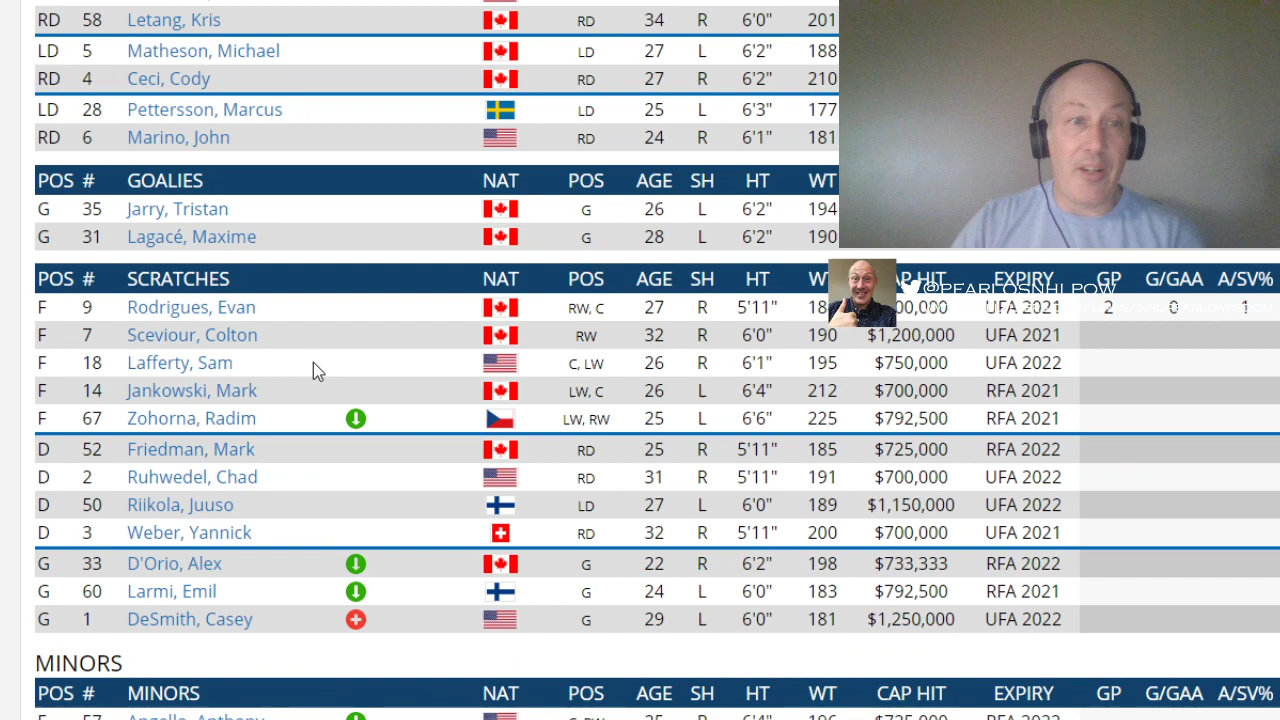 RD 58 Letang, Kris RD 34 R 6'0" 201
LD 5 Matheson, Michael LD 27 L 6'2" 188
RD 4 Ceci, Cody RD 27 R 6'2" 210
LD 28 Pettersson, Marcus LD 25 L 6'3" 177
RD 6 Marino, John RD 24 R 6'1" 181
POS # GOALIES NAT POS AGE SH HT WT
G 35 Jarry, Tristan G 26 L 6'2" 194
G 31 Lagacé, Maxime G 28 L 6'2" 190
POS # SCRATCHES NAT POS AGE SH HT WT CAP HIT EXPIRY GP G/GAA A/SV%
@PEARLOSNHLPOW
F 9 Rodrigues, Evan RW, C 27 R 5'11" UFA 2021 2
F 7 Sceviour, Colton RW 32 R 6'0" 190 $1,200,000 UFA 2021
F 18 Lafferty, Sam C, LW 26 R 6'1" 195 $750,000 UFA 2022
F 14 Jankowski, Mark LW, C 26 L 6'4" 212 $700,000 RFA 2021
F 67 Zohorna, Radim LW, RW 25 L 6'6" 225 $792,500 RFA 2021
D 52 Friedman, Mark RD 25 R 5'11" 185 $725,000 RFA 2022
D 2 Ruhwedel, Chad RD 31 R 5'11" 191 $700,000 UFA 2022
D 50 Riikola, Juuso LD 27 L 6'0" 189 $1,150,000 UFA 2022
D 3 Weber, Yannick RD 32 R 5'11" 200 $700,000 UFA 2021
G 33 D'Orio, Alex G 22 L 6'2" 198 $733,333 RFA 2022
G 60 Larmi, Emil G 24 L 6'0" 183 $792,500 RFA 2021
G 1 DeSmith, Casey G 29 L 6'0" 181 $1,250,000 UFA 2022
MINORS
POS # MINORS NAT POS AGE SH HT WT CAP HIT EXPIRY GP G/GAA A/SV%
F 57 Angello, Anthony C, RW 25 R 6'4"